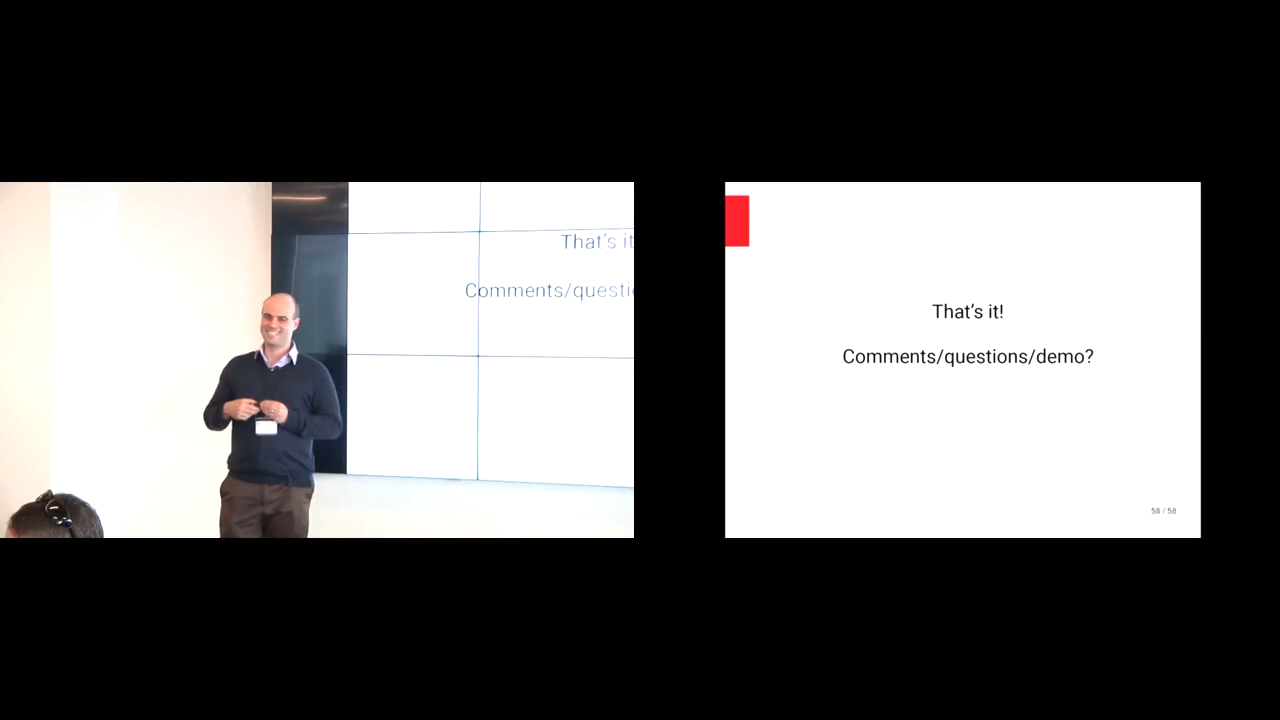 That's it
Comments/questi
That's it!
Comments/questions/demo?
58 / 58